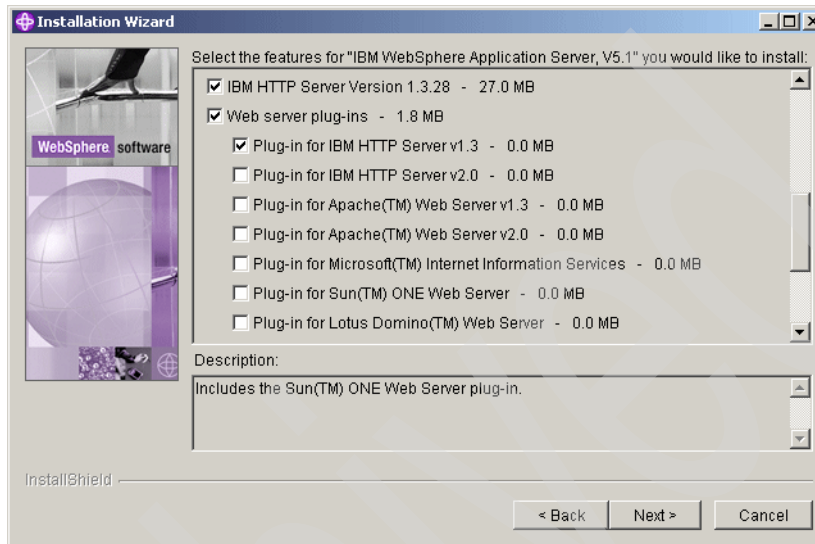 Installation Wizard
Select the features for "IBM WebSphere Application Server, V5.1" you would like to install:
IBM HTTP Server Version 1.3.28 - 27.0 MB
Web server plug-ins - 1.8 MB
Plug-in for IBM HTTP Server v1.3 - 0.0 MB
Plug-in for IBM HTTP Server v2.0 - 0.0 MB
Plug-in for Apache(TM) Web Server v1.3 - 0.0 MB
Plug-in for Apache(TM) Web Server v2.0 - 0.0 MB
Plug-in for Microsoft(TM) Internet Information Services - 0.0 MB
Plug-in for Sun(TM) ONE Web Server - 0.0 MB
Plug-in for Lotus Domino(TM) Web Server - 0.0 MB
WebSphere software
Description:
Includes the Sun(TM) ONE Web Server plug-in.
InstallShield
< Back Next > Cancel